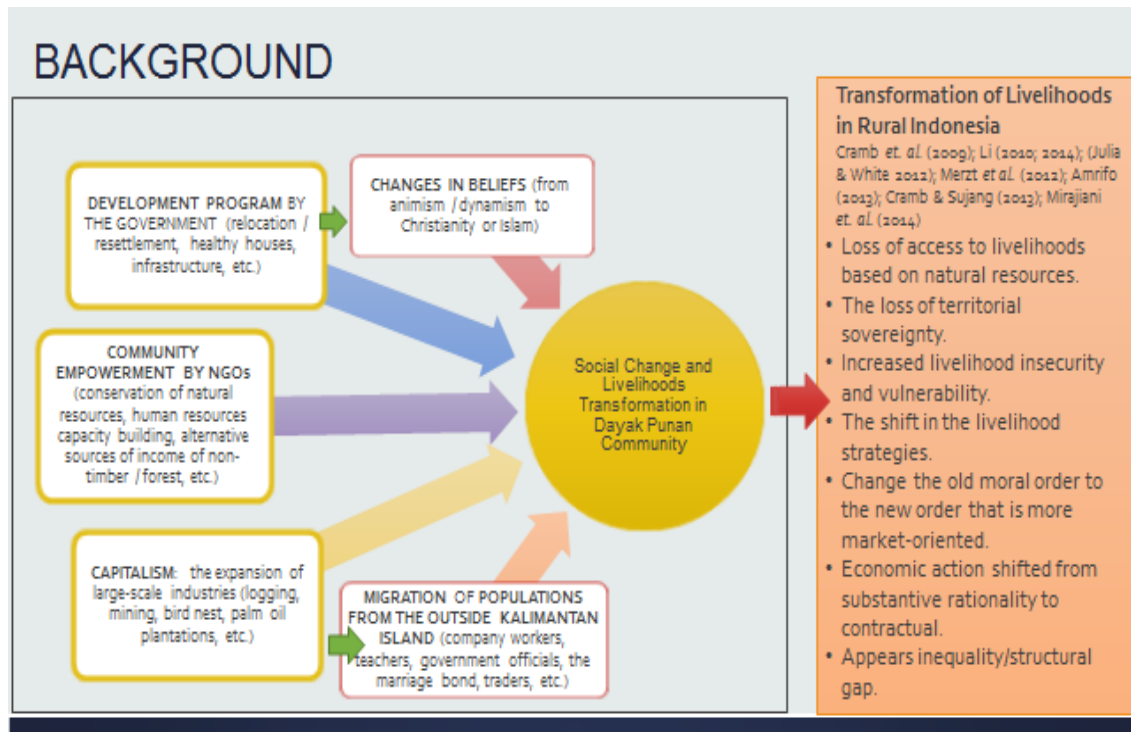 BACKGROUND
DEVELOPMENT PROGRAM BY
THE GOVERNMENT (relocation /
resettlement, healthy houses,
infrastructure, etc.)
CHANGES IN BELIEFS (from
animism / dynamism to
Christianity or Islam)
COMMUNITY
EMPOWERMENT BY NGOs
(conservation of natural
resources, human resources
capacity building, alternative
sources of income of non-
timber / forest, etc.)
CAPITALISM: the expansion of
large-scale industries (logging,
mining, bird nest, palm oil
plantations, etc.)
MIGRATION OF POPULATIONS
FROM THE OUTSIDE KALIMANTAN
ISLAND (company workers,
teachers, government officials, the
marriage bond, traders, etc.)
Social Change and
Livelihoods
Transformation in
Dayak Punan
Community
Transformation of Livelihoods
in Rural Indonesia
Cramb et. al. (2009); Li (2010; 2014); (Julia
& White 2012); Merzt et al. (2012); Amrifo
(2013); Cramb & Sujang (2013); Mirajiani
et. al. (2014)
• Loss of access to livelihoods
based on natural resources.
• The loss of territorial
sovereignty.
• Increased livelihood insecurity
and vulnerability.
• The shift in the livelihood
strategies.
• Change the old moral order to
the new order that is more
market-oriented.
• Economic action shifted from
substantive rationality to
contractual.
• Appears inequality/structural
gap.